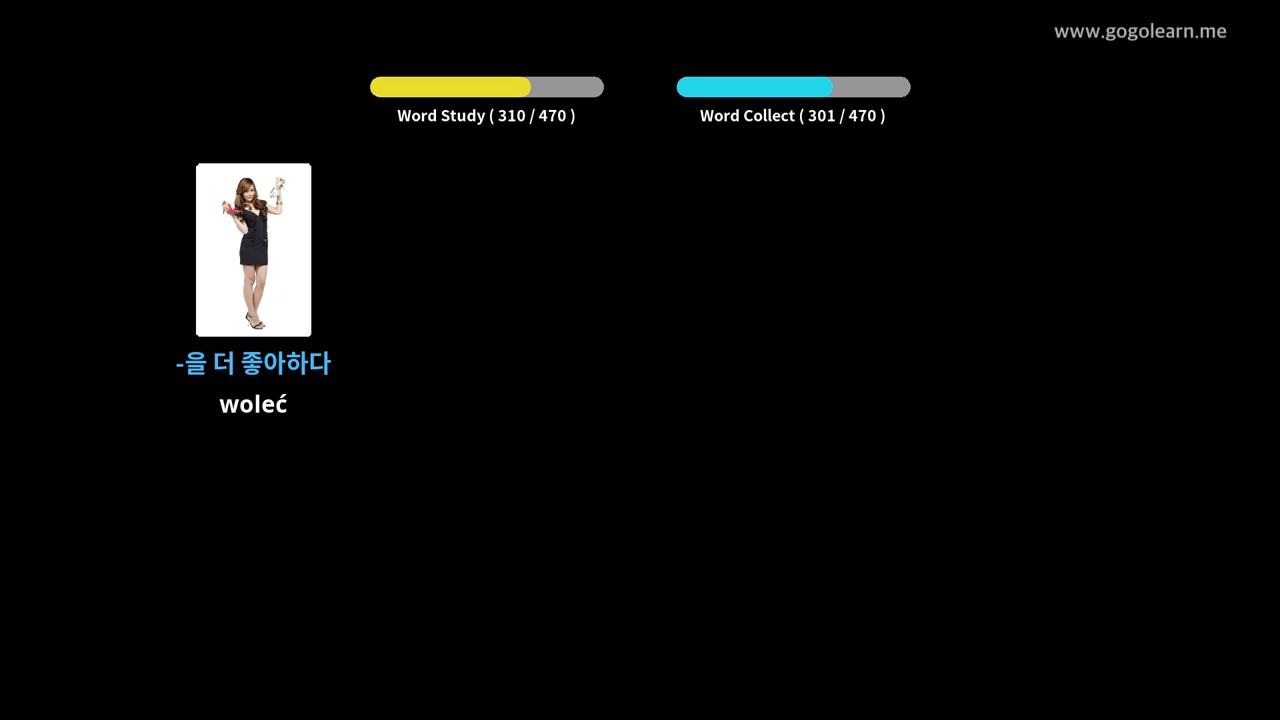 www.gogolearn.me
Word Study ( 310 / 470 )
Word Collect ( 301 / 470 )
-을 더 좋아하다
woleć